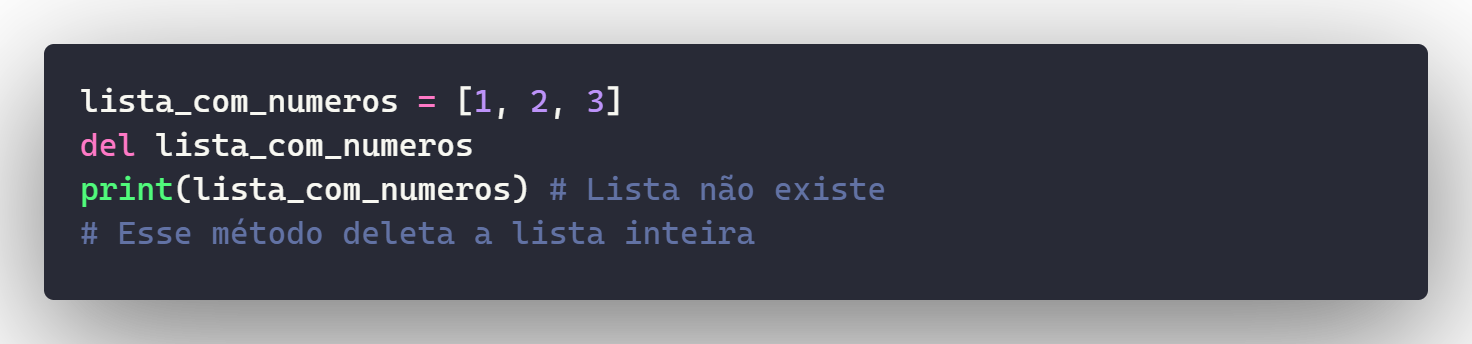 lista_com_numeros = [1, 2, 3]
del lista_com_numeros
print(lista_com_numeros) # Lista não existe
# Esse método deleta a lista inteira